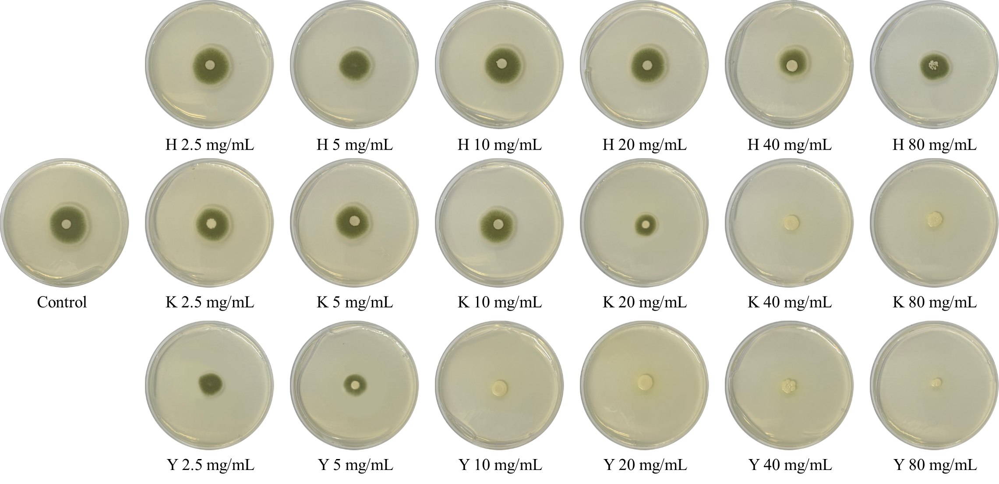 H 2.5 mg/mL
H 5 mg/mL
H 10 mg/mL
H 20 mg/mL
H 40 mg/mL
H 80 mg/mL
Control
K 2.5 mg/mL
K 5 mg/mL
K 10 mg/mL
K 20 mg/mL
K 40 mg/mL
K 80 mg/mL
Y 2.5 mg/mL
Y 5 mg/mL
Y 10 mg/mL
Y 20 mg/mL
Y 40 mg/mL
Y 80 mg/mL